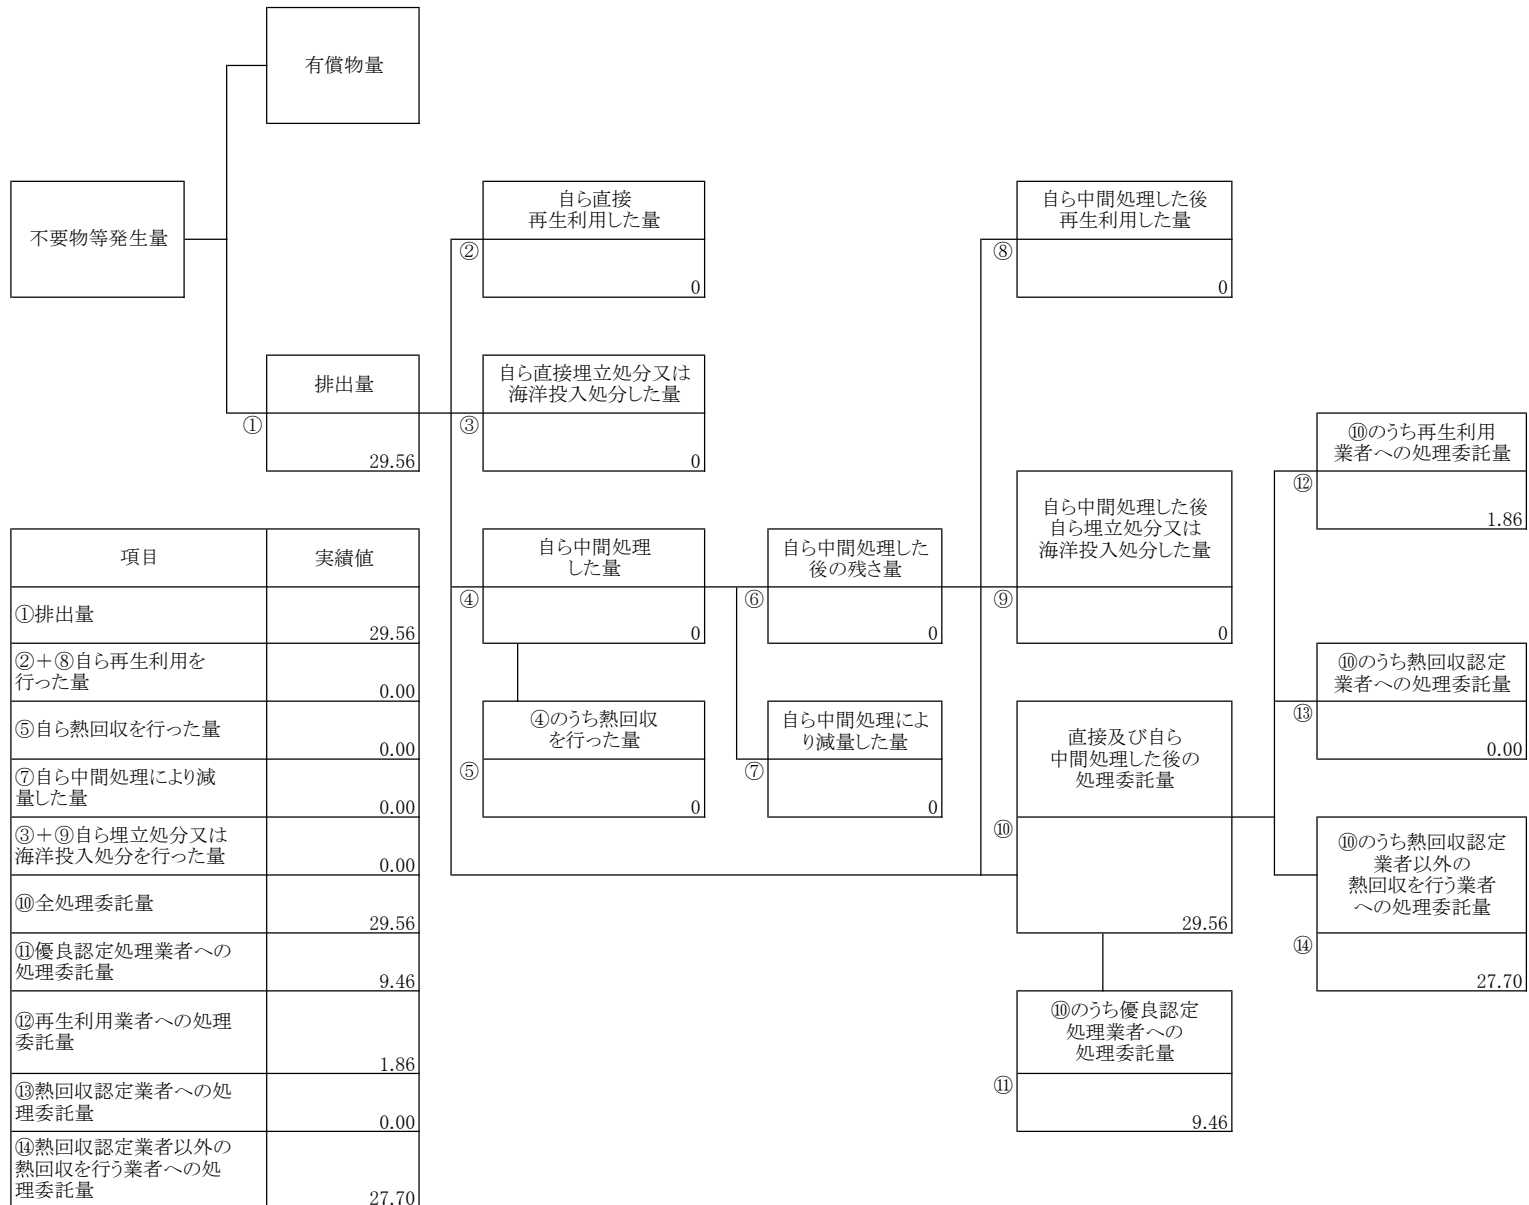 有償物量
不要物等発生量
排出量
①
29.56
自ら直接
再生利用した量
②
0
自ら直接埋立処分又は
海洋投入処分した量
③
0
自ら中間処理
した量
④
0
④のうち熱回収
を行った量
⑤
0
自ら中間処理した
後の残さ量
⑥
0
自ら中間処理によ
り減量した量
⑦
0
自ら中間処理した後
再生利用した量
⑧
0
自ら中間処理した後
自ら埋立処分又は
海洋投入処分した量
⑨
0
直接及び自ら
中間処理した後の
処理委託量
⑩
29.56
⑩のうち優良認定
処理業者への
処理委託量
⑪
9.46
⑩のうち再生利用
業者への処理委託量
⑫
1.86
⑩のうち熱回収認定
業者への処理委託量
⑬
0.00
⑩のうち熱回収認定
業者以外の
熱回収を行う業者
への処理委託量
⑭
27.70
項目 実績値
①排出量
29.56
②+⑧自ら再生利用を
行った量
0.00
⑤自ら熱回収を行った量
0.00
⑦自ら中間処理により減
量した量
0.00
③+⑨自ら埋立処分又は
海洋投入処分を行った量
0.00
⑩全処理委託量
29.56
⑪優良認定処理業者への
処理委託量
9.46
⑫再生利用業者への処理
委託量
1.86
⑬熱回収認定業者への処
理委託量
0.00
⑭熱回収認定業者以外の
熱回収を行う業者への処
理委託量
27.70